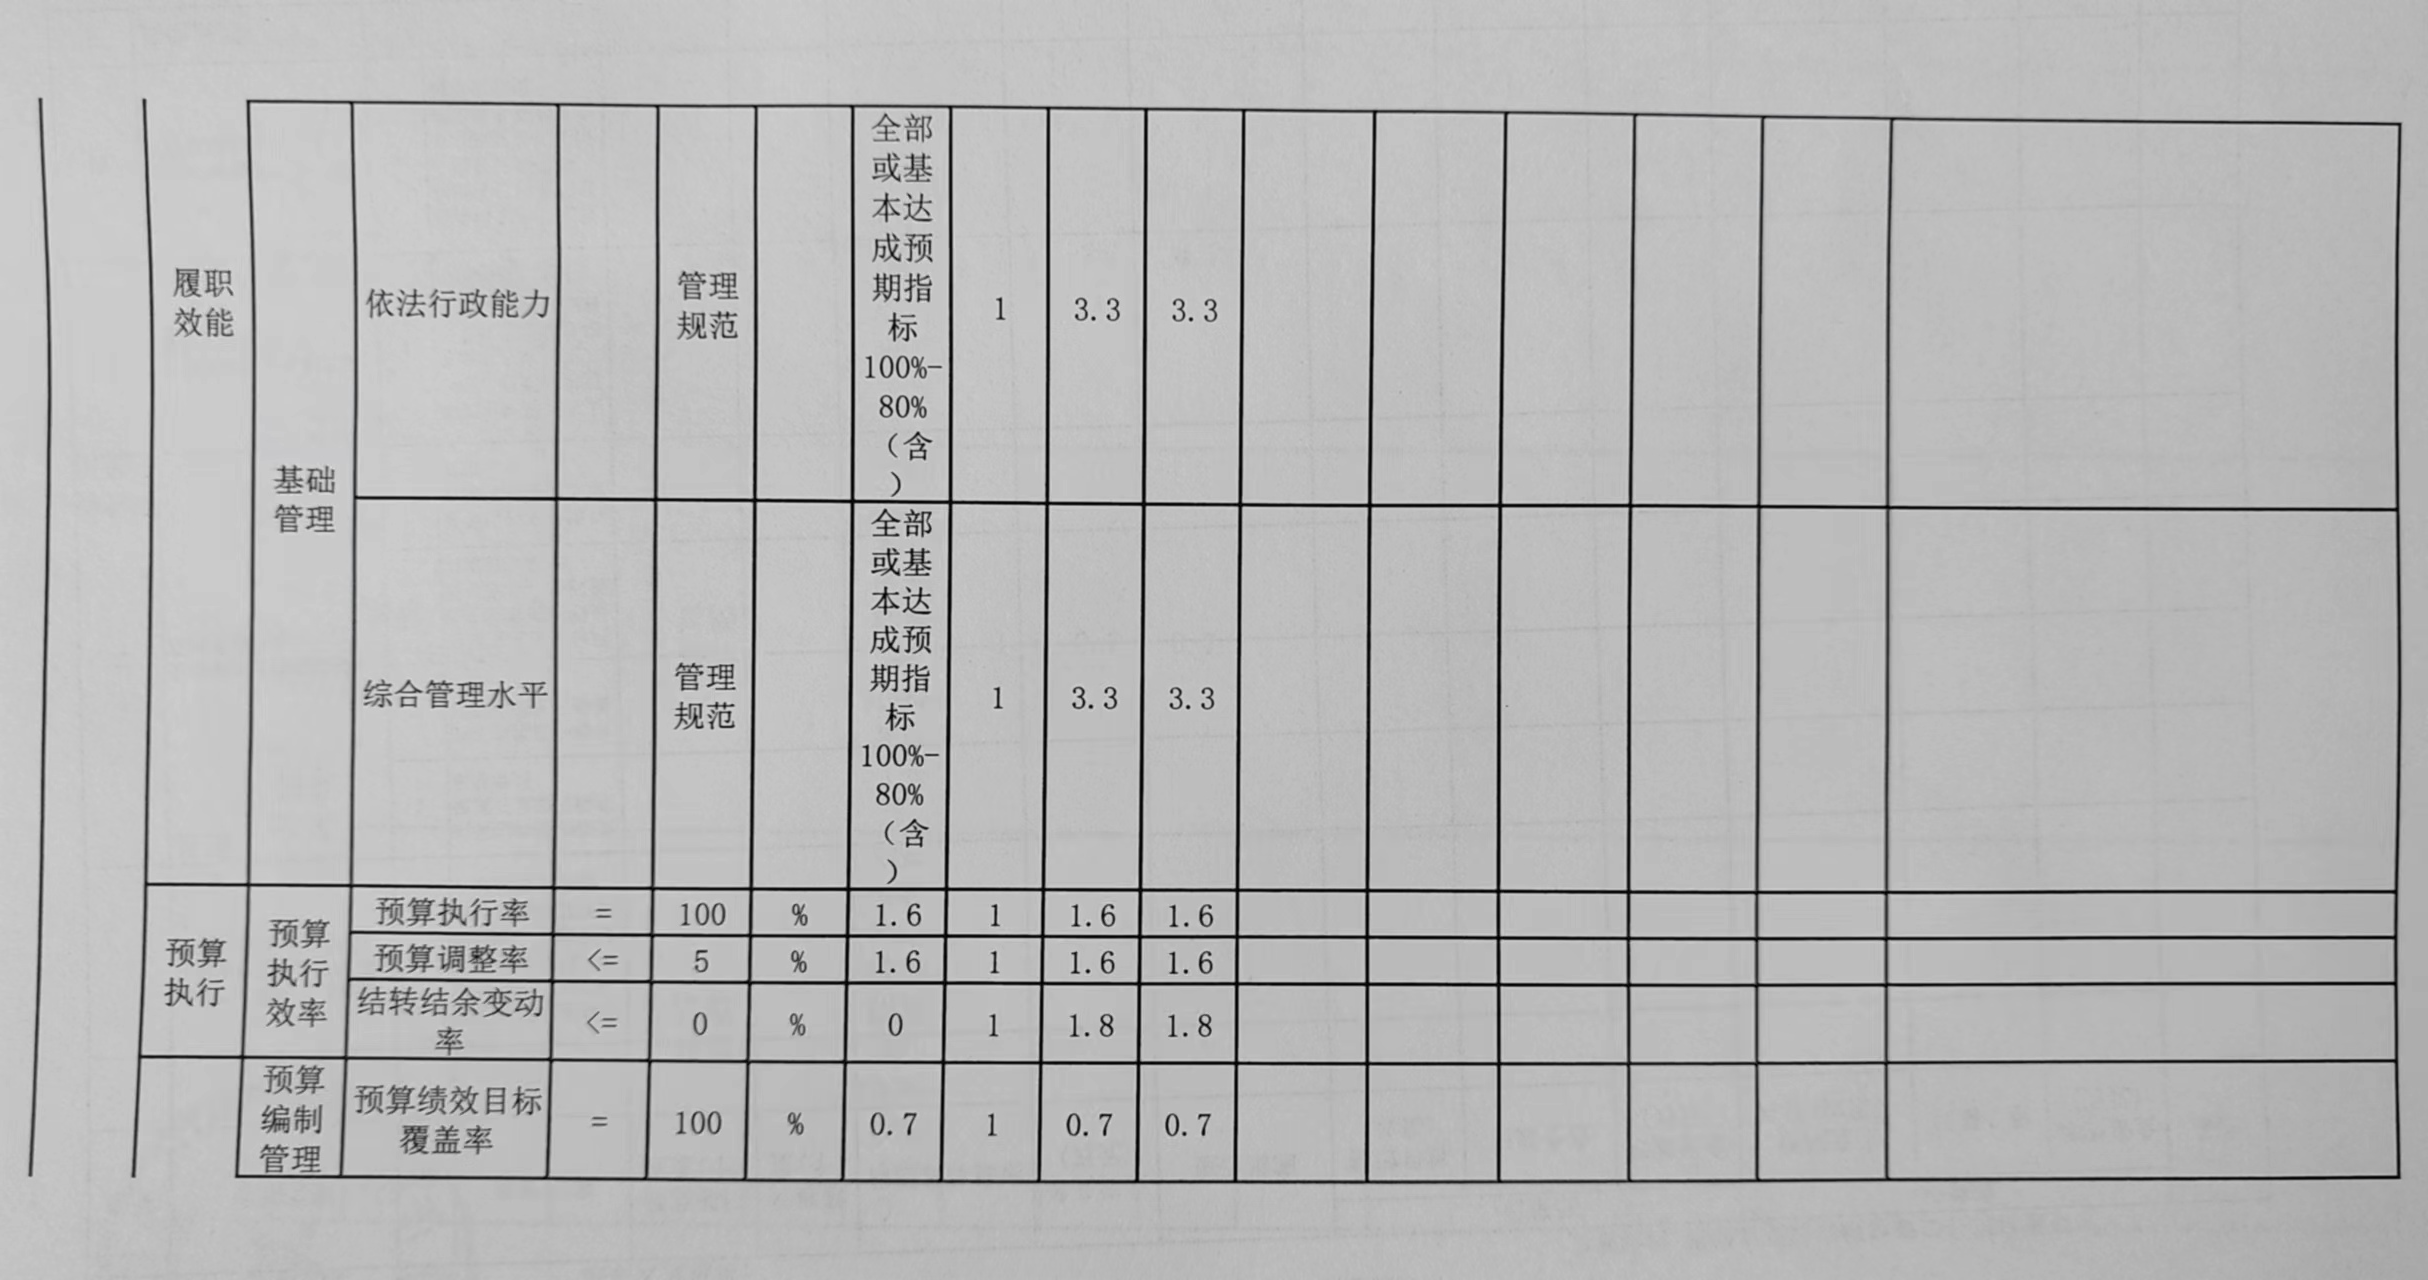 履职
效能
基础
管理
依法行政能力
管理
规范
全部
或基
本达
成预
期指
标
100%-
80%
（含
）
1
3.3
3.3
综合管理水平
管理
规范
全部
或基
本达
成预
期指
标
100%-
80%
（含
）
1
3.3
3.3
预算
执行
预算
执行
效率
预算执行率 = 100 % 1.6 1 1.6 1.6
预算调整率 <= 5 % 1.6 1 1.6 1.6
结转结余变动
率
<= 0 % 0 1 1.8 1.8
预算
编制
管理
预算绩效目标
覆盖率
= 100 % 0.7 1 0.7 0.7